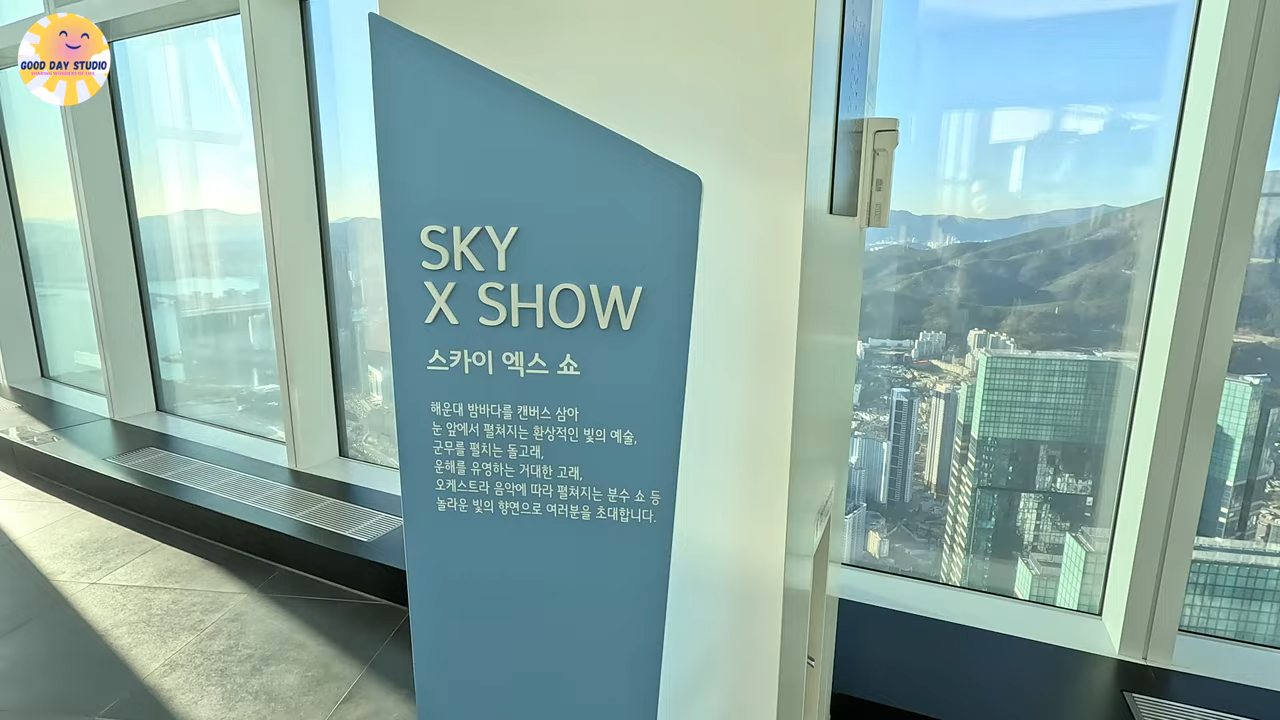 GOOD DAY STUDIO
SKY
X SHOW
스카이 엑스 쇼
해운대 밤바다를 캔버스 삼아
눈 앞에서 펼쳐지는 환상적인 빛의 예술,
군무를 펼치는 돌고래,
운해를 유영하는 거대한 고래,
오케스트라 음악에 따라 펼쳐지는 분수 쇼 등
놀라운 빛의 향연으로 여러분을 초대합니다.